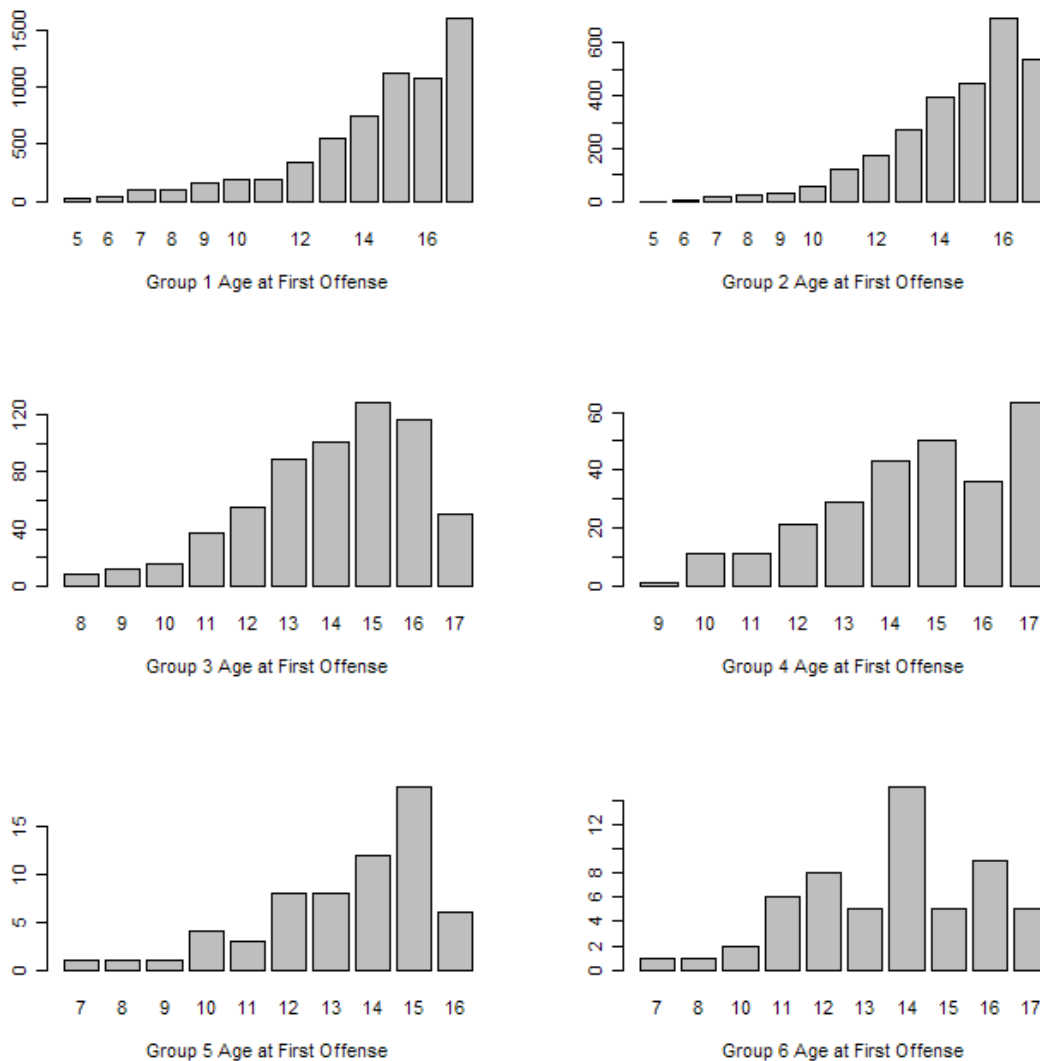 1500
1000
500
0
5 6 7 8 9 10 12 14 16
Group 1 Age at First Offense
600
400
200
0
5 6 7 8 9 10 12 14 16
Group 2 Age at First Offense
120
80
40
0
8 9 10 11 12 13 14 15 16 17
Group 3 Age at First Offense
60
40
20
0
9 10 11 12 13 14 15 16 17
Group 4 Age at First Offense
15
10
5
0
7 8 9 10 11 12 13 14 15 16
Group 5 Age at First Offense
12
8
6
4
2
0
7 8 10 11 12 13 14 15 16 17
Group 6 Age at First Offense